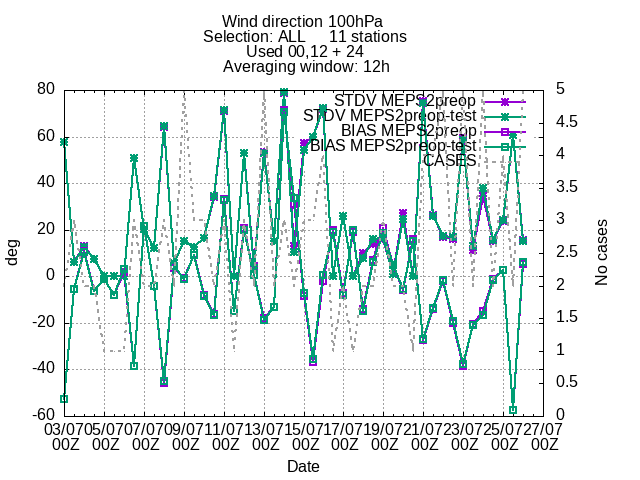 Wind direction 100hPa
Selection: ALL 11 stations
Used 00,12 + 24
Averaging window: 12h
STDV MEPS2preop
STDV MEPS2preop-test
BIAS MEPS2preop
BIAS MEPS2preop-test
CASES
80
60
40
20
0
-20
-40
-60
deg
5
4.5
4
3.5
3
2.5
2
1.5
1
0.5
0
No cases
03/07 05/07 07/07 09/07 11/07 13/07 15/07 17/07 19/07 21/07 23/07 25/07 27/07
00Z 00Z 00Z 00Z 00Z 00Z 00Z 00Z 00Z 00Z 00Z 00Z 00Z
Date